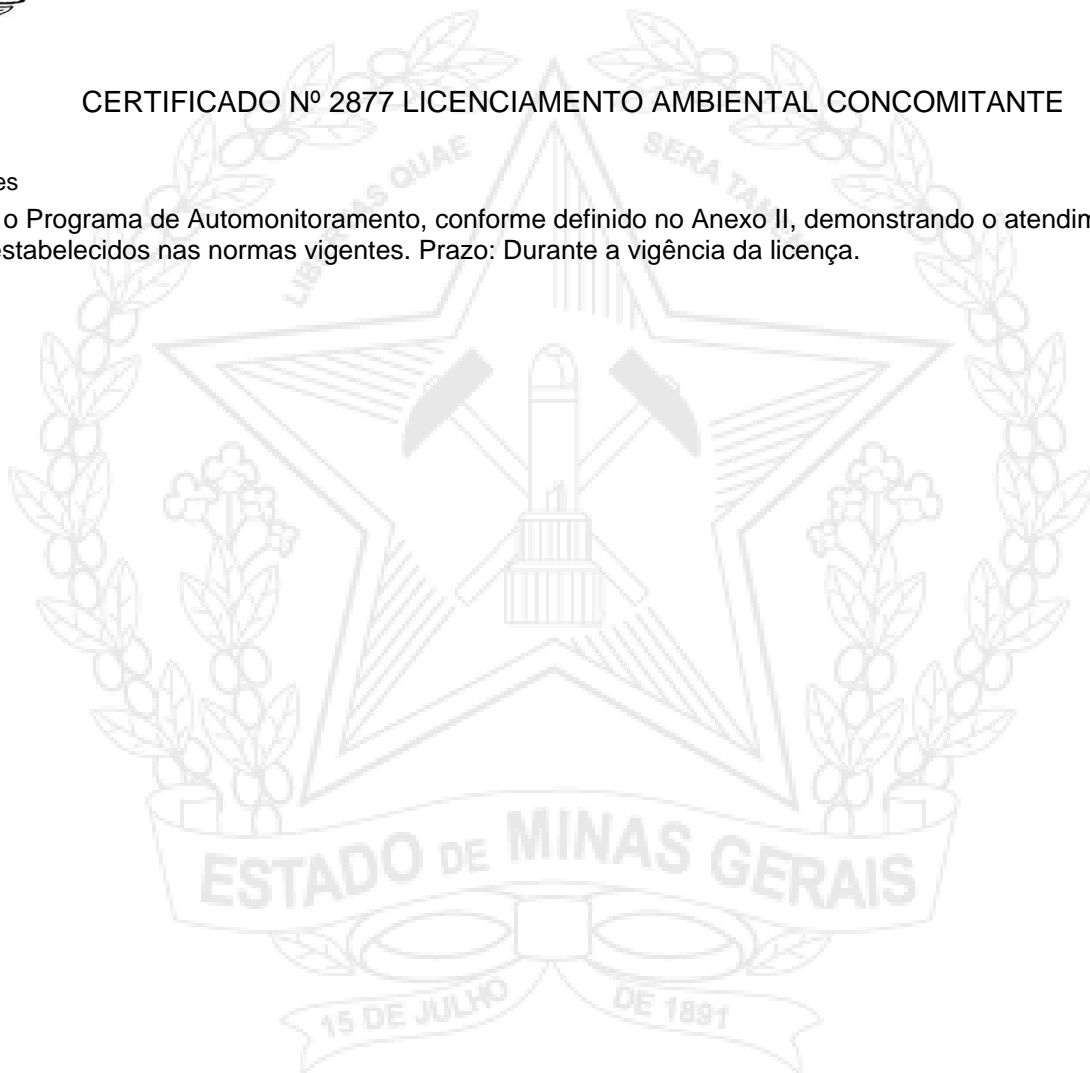 CERTIFICADO Nº 2877 LICENCIAMENTO AMBIENTAL CONCOMITANTE
es
o Programa de Automonitoramento, conforme definido no Anexo II, demonstrando o atendim
estabelecidos nas normas vigentes. Prazo: Durante a vigência da licença.
LIBERTAS QUAE SERA TAMEN
ESTADO DE MINAS GERAIS
15 DE JULHO DE 1891